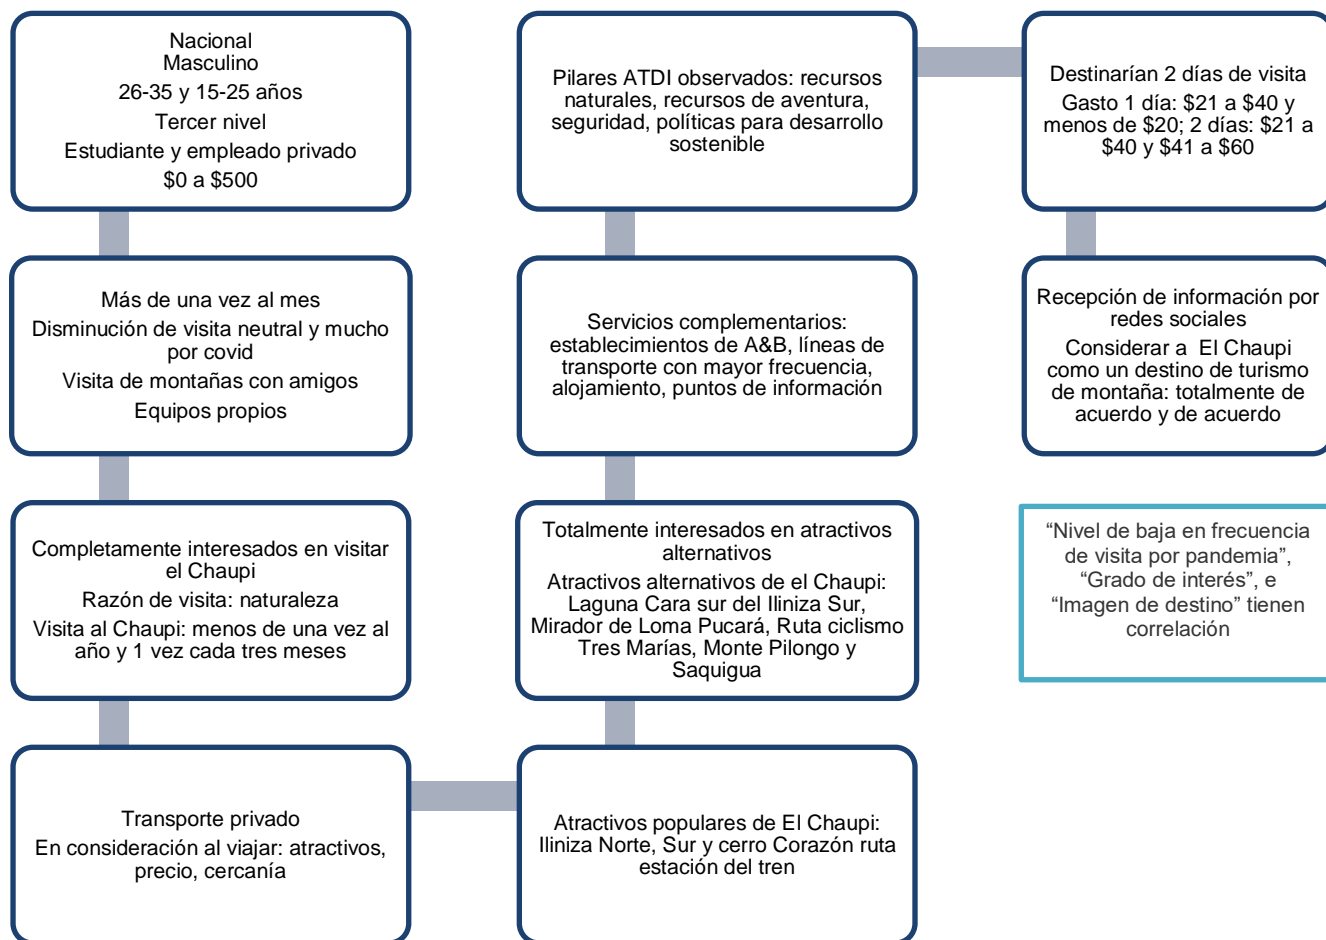 Nacional
Masculino
26-35 y 15-25 años
Tercer nivel
Estudiante y empleado privado
$0 a $500
Más de una vez al mes
Disminución de visita neutral y mucho
por covid
Visita de montañas con amigos
Equipos propios
Completamente interesados en visitar
el Chaupi
Razón de visita: naturaleza
Visita al Chaupi: menos de una vez al
año y 1 vez cada tres meses
Transporte privado
En consideración al viajar: atractivos,
precio, cercanía
Atractivos populares de El Chaupi:
Iliniza Norte, Sur y cerro Corazón ruta
estación del tren
Totalmente interesados en atractivos
alternativos
Atractivos alternativos de el Chaupi:
Laguna Cara sur del Iliniza Sur,
Mirador de Loma Pucará, Ruta ciclismo
Tres Marías, Monte Pilongo y
Saquigua
Servicios complementarios:
establecimientos de A&B, líneas de
transporte con mayor frecuencia,
alojamiento, puntos de información
Pilares ATDI observados: recursos
naturales, recursos de aventura,
seguridad, políticas para desarrollo
sostenible
Destinarían 2 días de visita
Gasto 1 día: $21 a $40 y
menos de $20; 2 días: $21 a
$40 y $41 a $60
Recepción de información por
redes sociales
Considerar a El Chaupi
como un destino de turismo
de montaña: totalmente de
acuerdo y de acuerdo
“Nivel de baja en frecuencia
de visita por pandemia”,
“Grado de interés”, e
“Imagen de destino” tienen
correlación